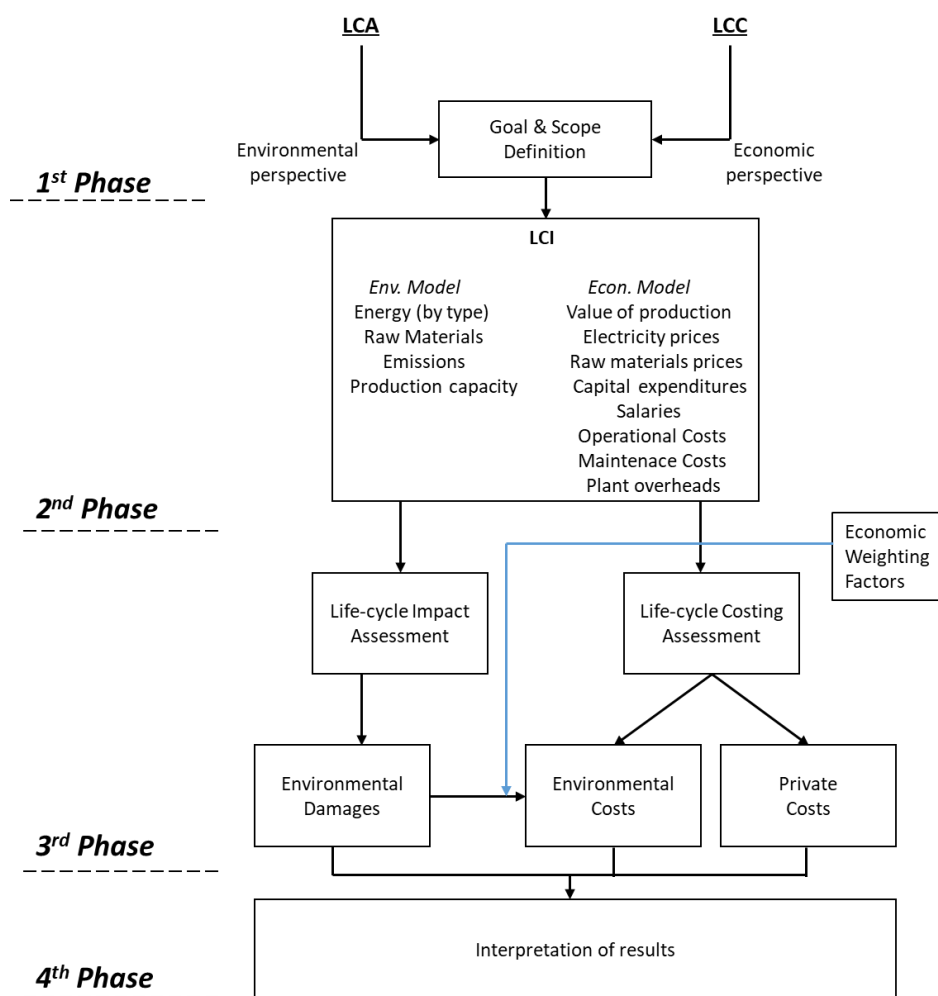 LCA
LCC
Goal & Scope
Definition
Environmental
perspective
Economic
perspective
1st Phase
LCI
Env. Model
Energy (by type)
Raw Materials
Emissions
Production capacity
Econ. Model
Value of production
Electricity prices
Raw materials prices
Capital expenditures
Salaries
Operational Costs
Maintenace Costs
Plant overheads
2nd Phase
Economic
Weighting
Factors
Life-cycle Impact
Assessment
Life-cycle Costing
Assessment
Environmental
Damages
Environmental
Costs
Private
Costs
3rd Phase
Interpretation of results
4th Phase